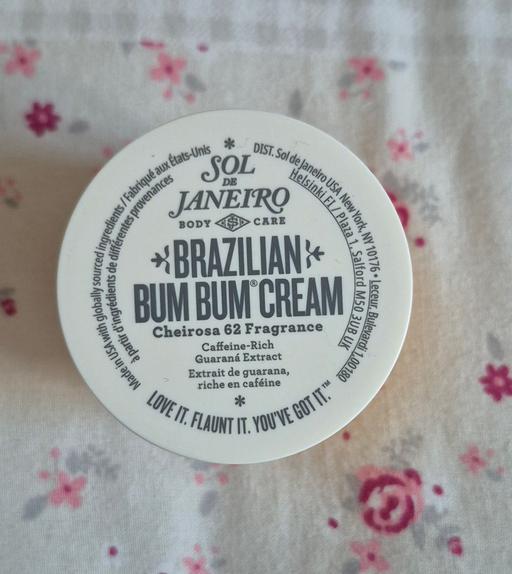 SOL
DE
JANEIRO
BODY CARE
BRAZILIAN
BUM BUM® CREAM
Cheirosa 62 Fragrance
Caffeine-Rich
Guaraná Extract
Extrait de guarana,
riche en caféine
LOVE IT. FLAUNT IT. YOU'VE GOT IT.™
Made in USA with globally sourced ingredients / Fabriqué aux États-Unis
à partir d'ingrédients de différentes provenances
DIST. Sol de Janeiro USA New York, NY 10176 • Leceur, Bulevardi 1, 00180
Helsinki FI / Plaza 1, Salford M50 3UB UK